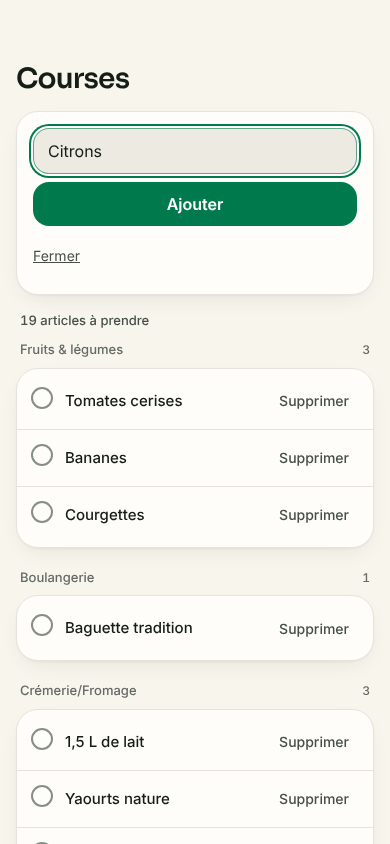 Courses
Citrons
Ajouter
Fermer
19 articles à prendre
Fruits & légumes 3
Tomates cerises Supprimer
Bananes Supprimer
Courgettes Supprimer
Boulangerie 1
Baguette tradition Supprimer
Crémerie/Fromage 3
1,5 L de lait Supprimer
Yaourts nature Supprimer